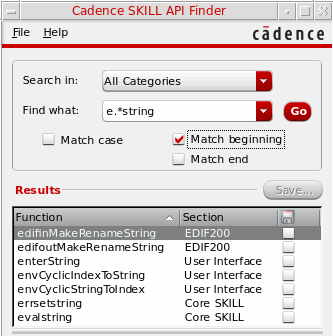 Cadence SKILL API Finder
File Help
cādence
Search in: All Categories
Find what: e.*string Go
Match case Match beginning
Match end
Results Save...
Function Section
edifinMakeRenameString EDIF200
edifoutMakeRenameString EDIF200
enterString User Interface
envCyclicIndexToString User Interface
envCyclicStringToIndex User Interface
errsetstring Core SKILL
evalstring Core SKILL